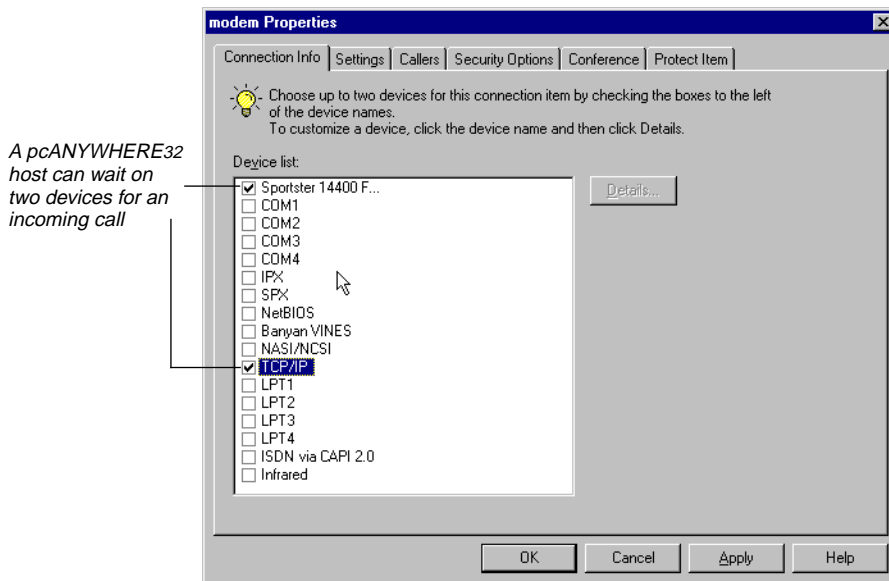 modem Properties
Connection Info Settings Callers Security Options Conference Protect Item
Choose up to two devices for this connection item by checking the boxes to the left
of the device names.
To customize a device, click the device name and then click Details.
A pcANYWHERE32
host can wait on
two devices for an
incoming call
Device list:
Details...
Sportster 14400 F...
COM1
COM2
COM3
COM4
IPX
SPX
NetBIOS
Banyan VINES
NASI/NCSI
TCP/IP
LPT1
LPT2
LPT3
LPT4
ISDN via CAPI 2.0
Infrared
OK Cancel Apply Help